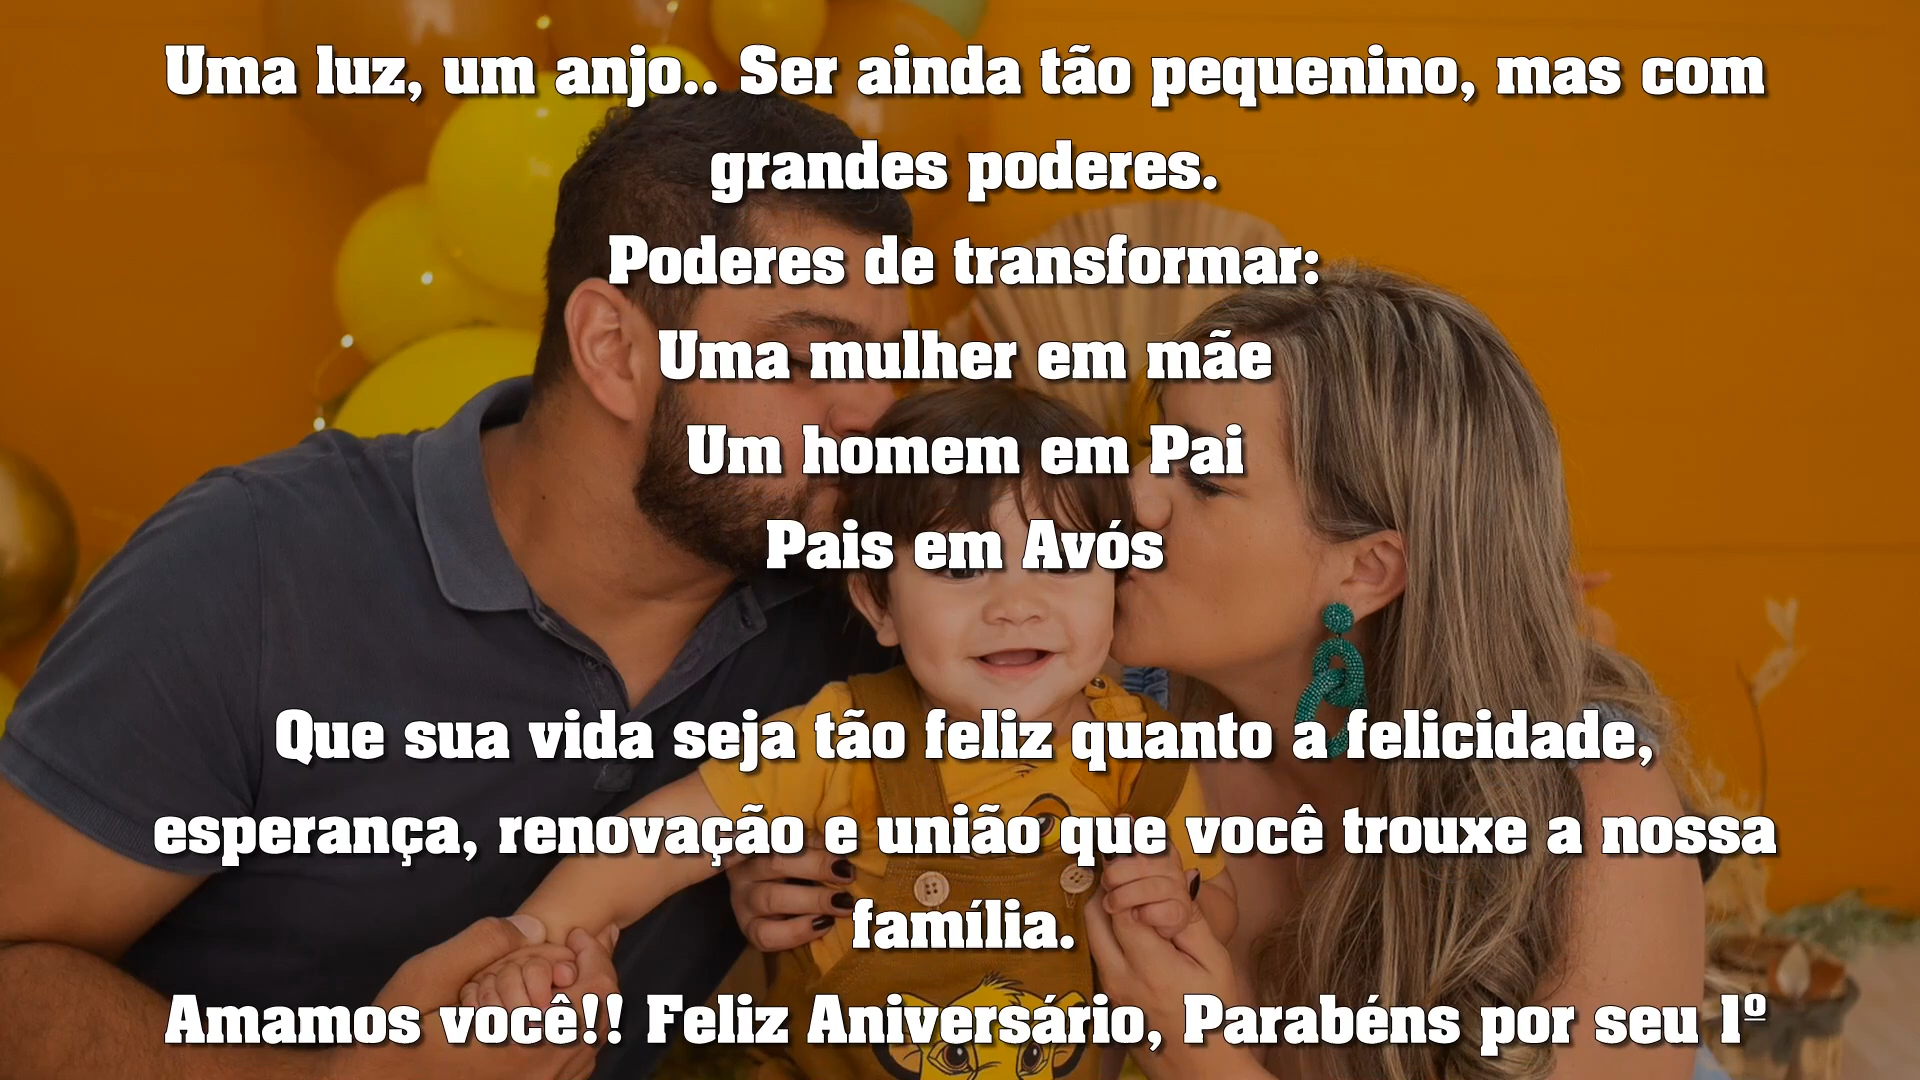 Uma luz, um anjo.. Ser ainda tão pequenino, mas com
grandes poderes.
Poderes de transformar:
Uma mulher em mãe
Um homem em Pai
Pais em Avós
Que sua vida seja tão feliz quanto a felicidade,
esperança, renovação e união que você trouxe a nossa
família.
Amamos você!! Feliz Aniversário, Parabéns por seu 1º